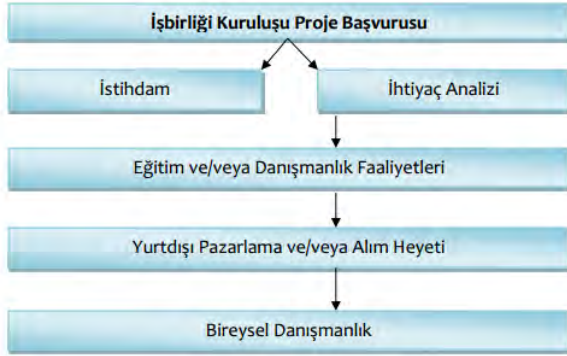 İşbirliği Kuruluşu Proje Başvurusu
İstihdam
İhtiyaç Analizi
Eğitim ve/veya Danışmanlık Faaliyetleri
Yurtdışı Pazarlama ve/veya Alım Heyeti
Bireysel Danışmanlık